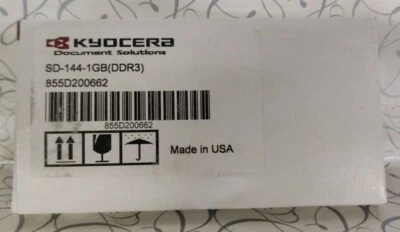 KYOCERA
Document Solutions
SD-144-1GB(DDR3)
855D200662
855D200662
Made in USA